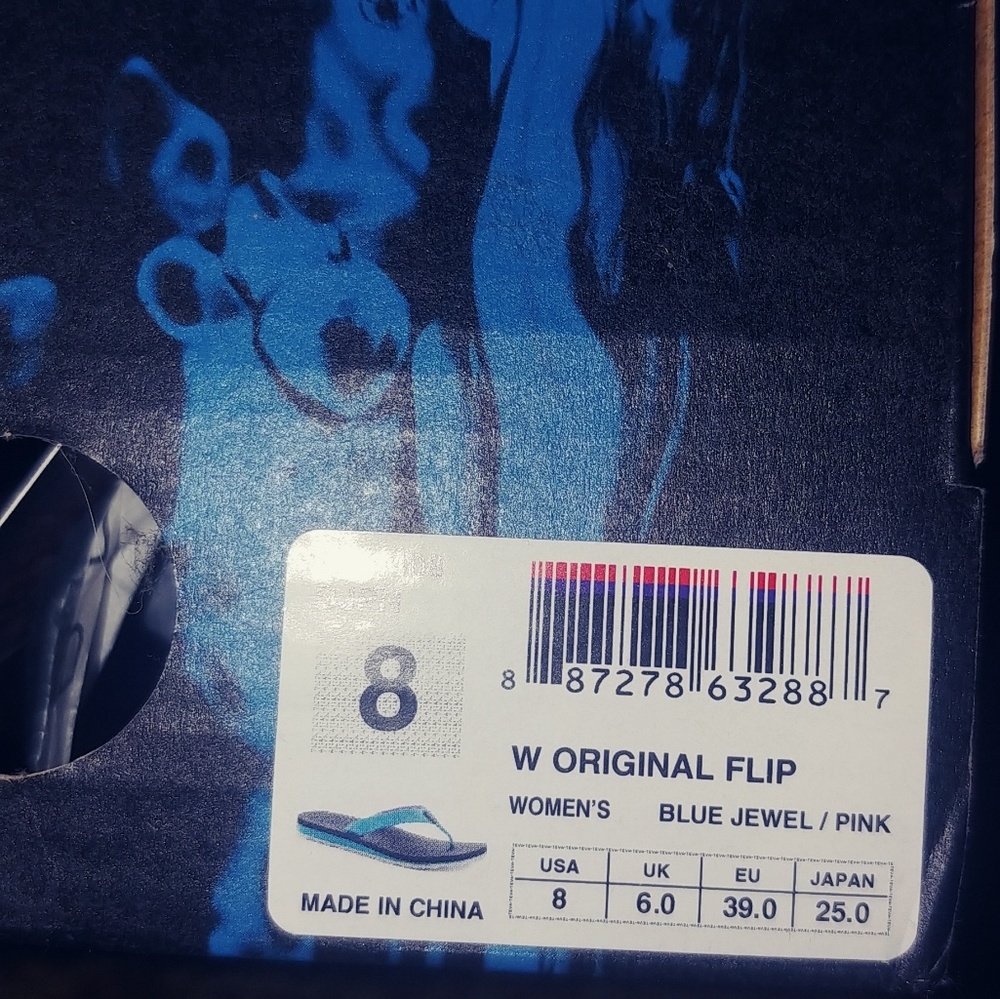 8
8 87278 63288 7
W ORIGINAL FLIP
WOMEN'S BLUE JEWEL / PINK
USA UK EU JAPAN
8 6.0 39.0 25.0
MADE IN CHINA